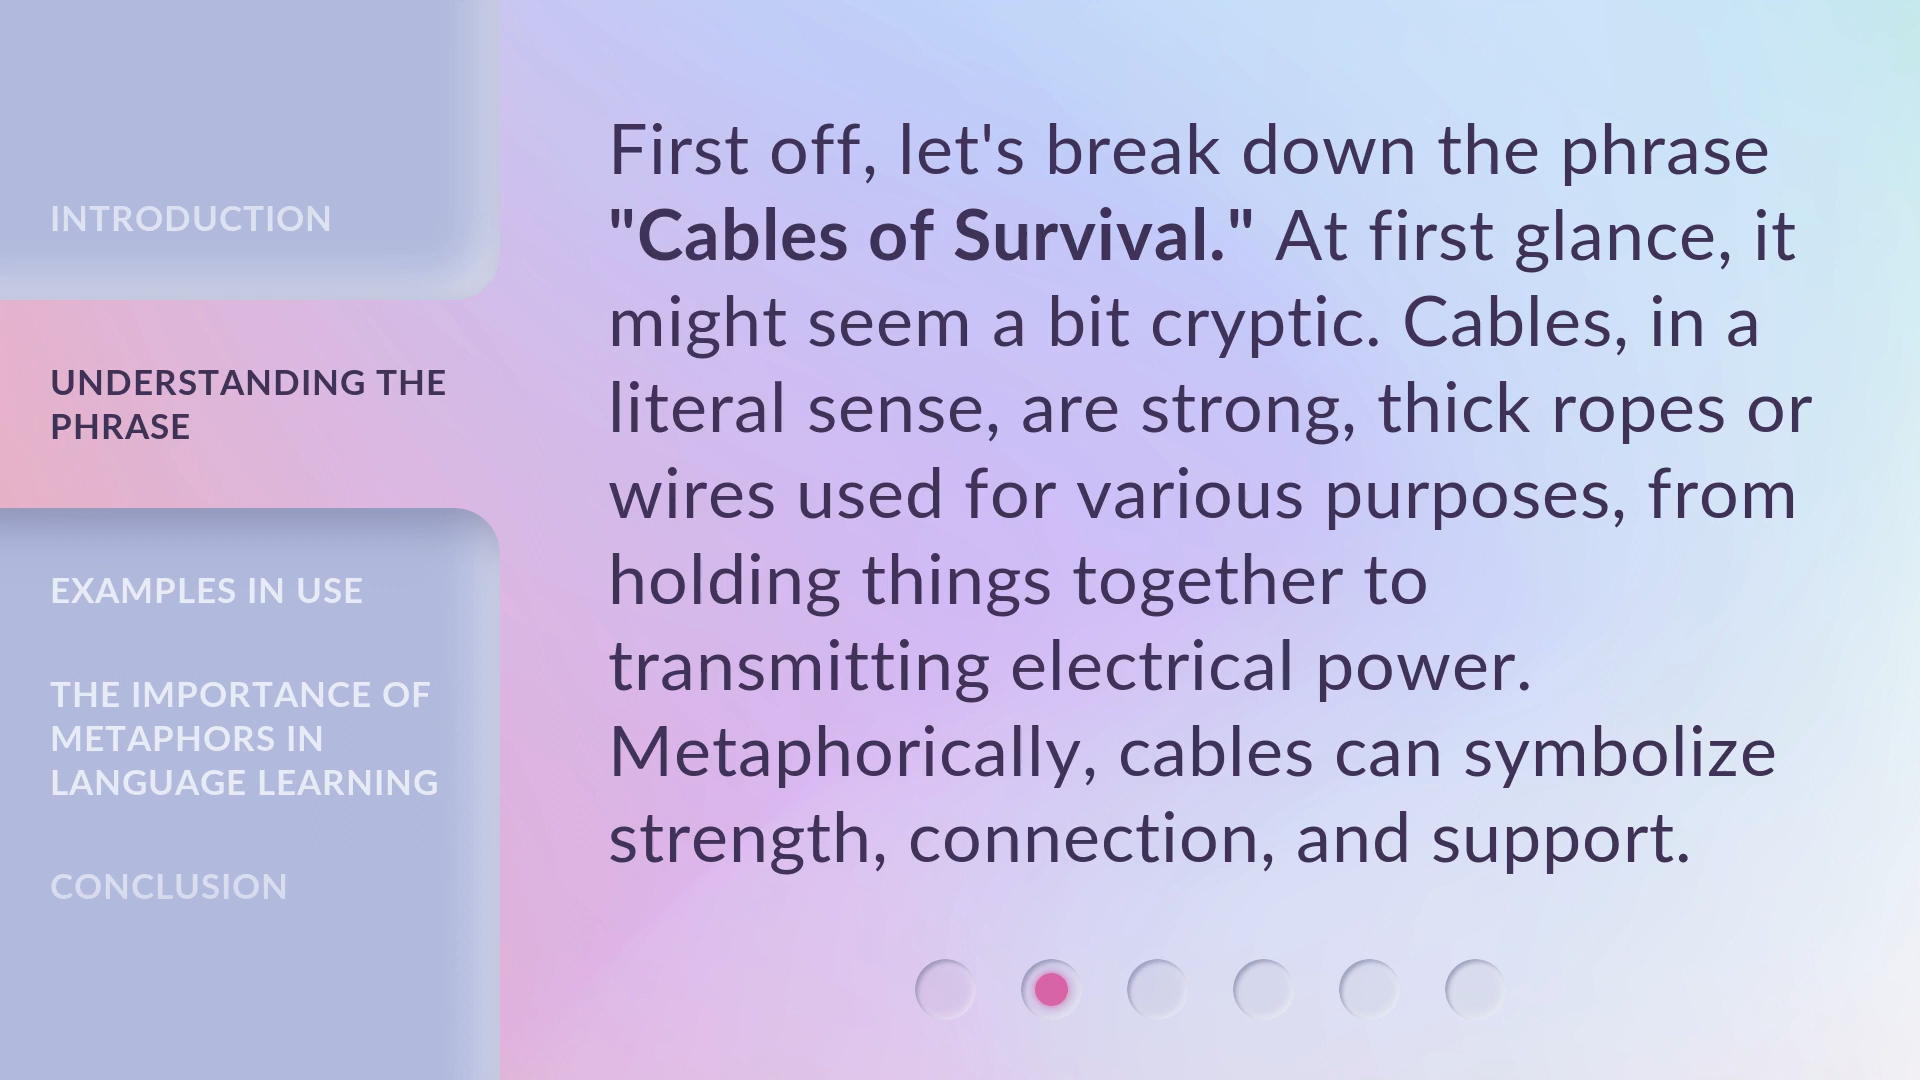 INTRODUCTION
UNDERSTANDING THE
PHRASE
EXAMPLES IN USE
THE IMPORTANCE OF
METAPHORS IN
LANGUAGE LEARNING
CONCLUSION
First off, let's break down the phrase
"Cables of Survival." At first glance, it
might seem a bit cryptic. Cables, in a
literal sense, are strong, thick ropes or
wires used for various purposes, from
holding things together to
transmitting electrical power.
Metaphorically, cables can symbolize
strength, connection, and support.